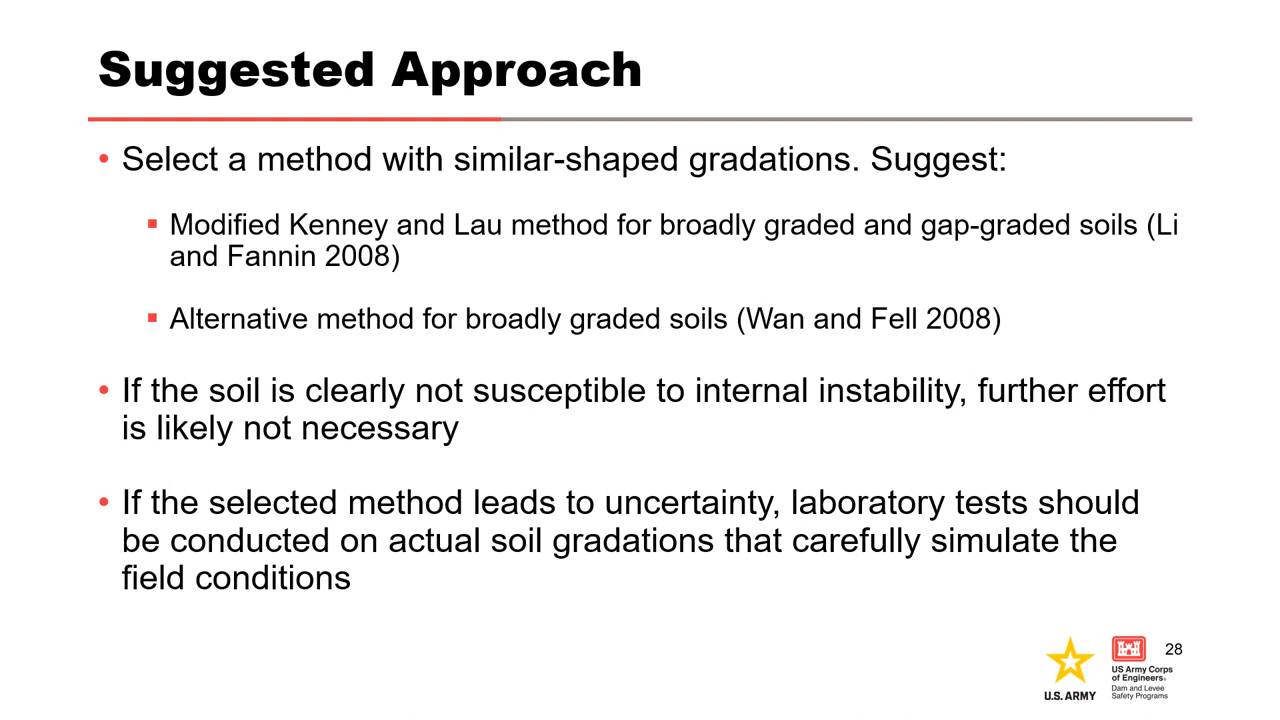 Suggested Approach
• Select a method with similar-shaped gradations. Suggest:
▪ Modified Kenney and Lau method for broadly graded and gap-graded soils (Li
and Fannin 2008)
▪ Alternative method for broadly graded soils (Wan and Fell 2008)
• If the soil is clearly not susceptible to internal instability, further effort
is likely not necessary
• If the selected method leads to uncertainty, laboratory tests should
be conducted on actual soil gradations that carefully simulate the
field conditions
28
U.S. ARMY
US Army Corps
of Engineers®
Dam and Levee
Safety Programs